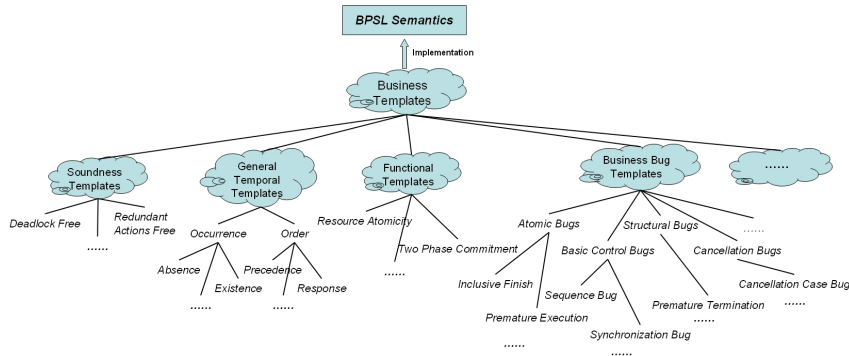 BPSL Semantics
Implementation
Business
Templates
Soundness
Templates
General
Temporal
Templates
Functional
Templates
Business Bug
Templates
......
Deadlock Free
Redundant
Actions Free
......
Occurrence
Order
Absence
Existence
......
Precedence
Response
......
Resource Atomicity
Two Phase Commitment
......
Atomic Bugs
Structural Bugs
......
Basic Control Bugs
Cancellation Bugs
Inclusive Finish
Sequence Bug
Cancellation Case Bug
Premature Execution
Premature Termination
......
......
Synchronization Bug
......
......